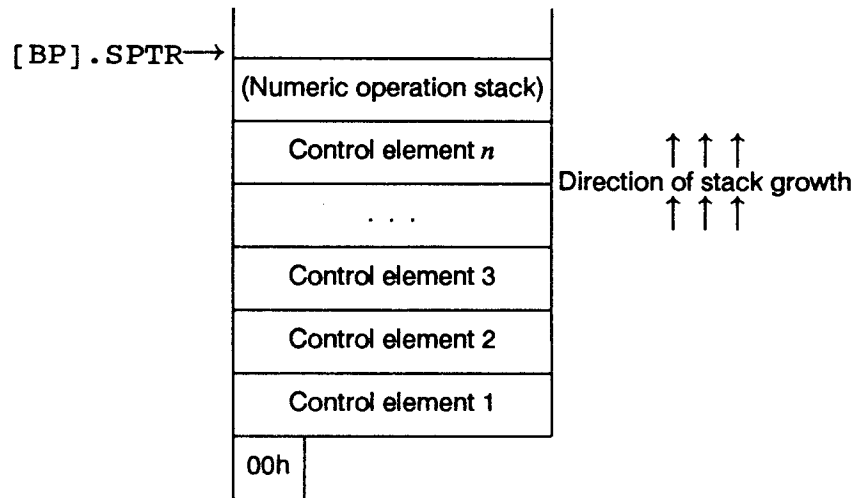 [BP].SPTR→
(Numeric operation stack)
Control element n
↑ ↑ ↑
Direction of stack growth
↑ ↑ ↑
. . .
Control element 3
Control element 2
Control element 1
00h